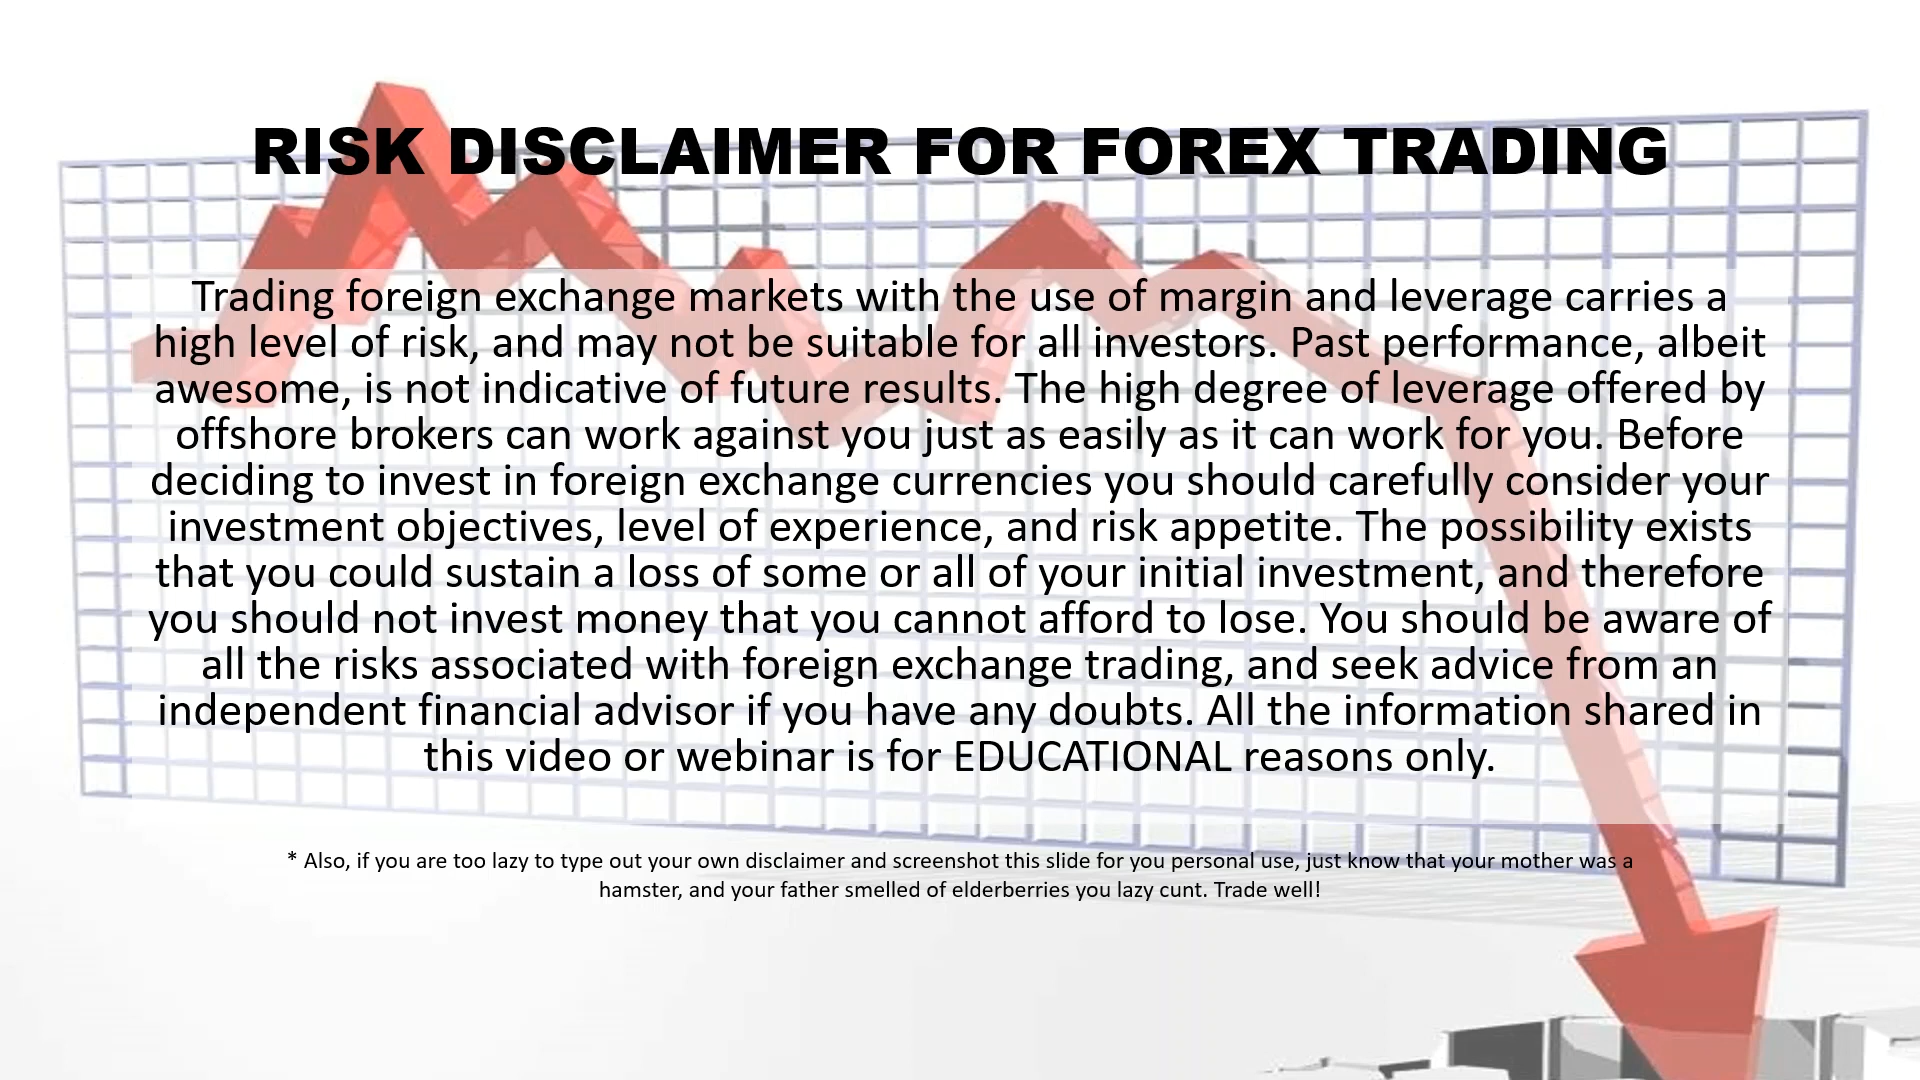 RISK DISCLAIMER FOR FOREX TRADING
Trading foreign exchange markets with the use of margin and leverage carries a
high level of risk, and may not be suitable for all investors. Past performance, albeit
awesome, is not indicative of future results. The high degree of leverage offered by
offshore brokers can work against you just as easily as it can work for you. Before
deciding to invest in foreign exchange currencies you should carefully consider your
investment objectives, level of experience, and risk appetite. The possibility exists
that you could sustain a loss of some or all of your initial investment, and therefore
you should not invest money that you cannot afford to lose. You should be aware of
all the risks associated with foreign exchange trading, and seek advice from an
independent financial advisor if you have any doubts. All the information shared in
this video or webinar is for EDUCATIONAL reasons only.
* Also, if you are too lazy to type out your own disclaimer and screenshot this slide for you personal use, just know that your mother was a
hamster, and your father smelled of elderberries you lazy cunt. Trade well!